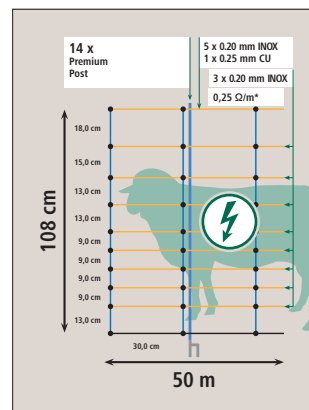 14 x
Premium
Post
5 x 0.20 mm INOX
1 x 0.25 mm CU
3 x 0.20 mm INOX
0,25 Ω/m*
108 cm
18,0 cm
15,0 cm
13,0 cm
13,0 cm
9,0 cm
9,0 cm
9,0 cm
9,0 cm
13,0 cm
30,0 cm
50 m